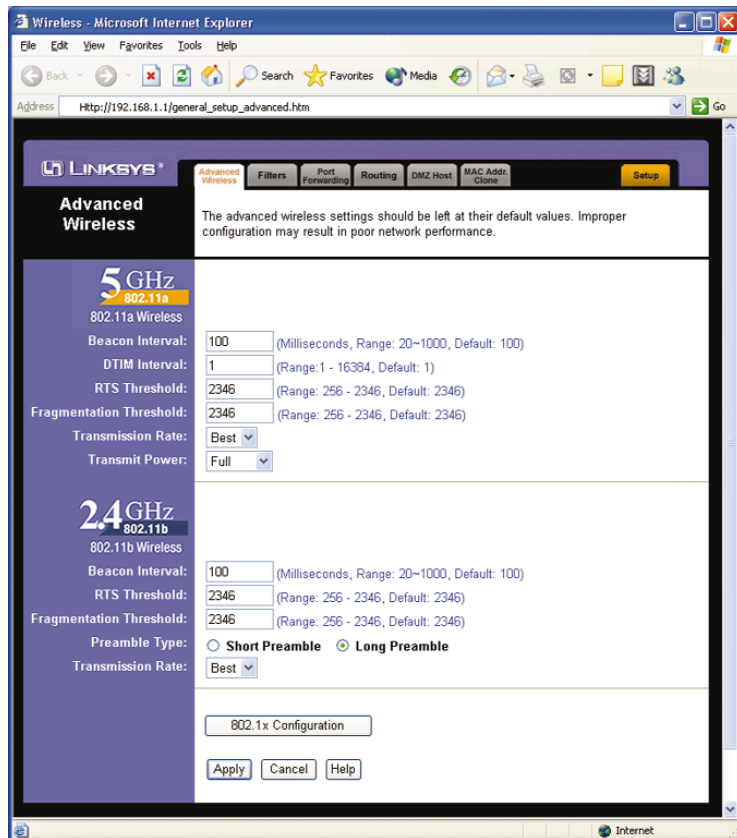 Wireless - Microsoft Internet Explorer
File Edit View Favorites Tools Help
Back Search Favorites Media
Address Http://192.168.1.1/general_setup_advanced.htm Go
LINKSYS®
Advanced Wireless
Filters
Port Forwarding
Routing
DMZ Host
MAC Addr. Clone
Setup
Advanced
Wireless
The advanced wireless settings should be left at their default values. Improper
configuration may result in poor network performance.
5 GHz
802.11a
802.11a Wireless
Beacon Interval: 100 (Milliseconds, Range: 20~1000, Default: 100)
DTIM Interval: 1 (Range:1 - 16384, Default: 1)
RTS Threshold: 2346 (Range: 256 - 2346, Default: 2346)
Fragmentation Threshold: 2346 (Range: 256 - 2346, Default: 2346)
Transmission Rate: Best
Transmit Power: Full
2.4 GHz
802.11b
802.11b Wireless
Beacon Interval: 100 (Milliseconds, Range: 20~1000, Default: 100)
RTS Threshold: 2346 (Range: 256 - 2346, Default: 2346)
Fragmentation Threshold: 2346 (Range: 256 - 2346, Default: 2346)
Preamble Type: Short Preamble Long Preamble
Transmission Rate: Best
802.1x Configuration
Apply Cancel Help
Internet